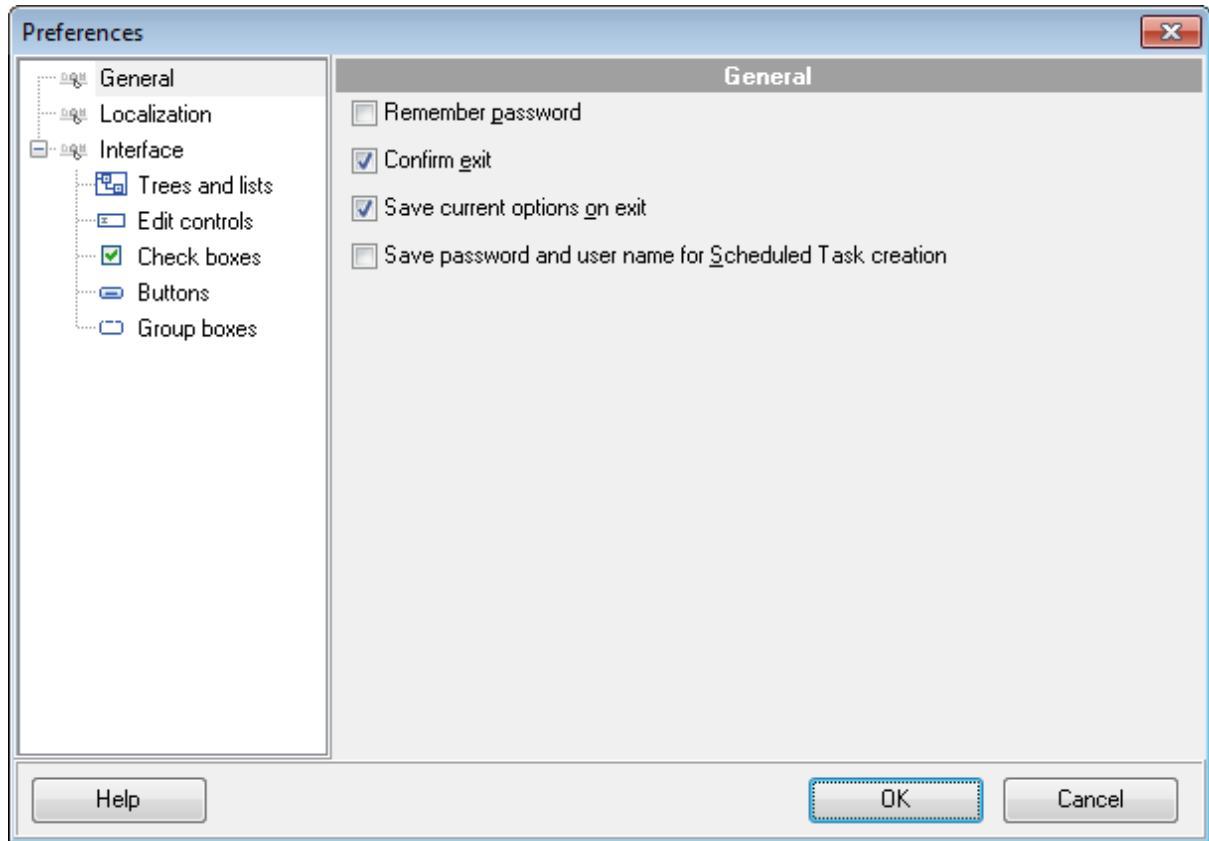 Preferences
General
Localization
Interface
Trees and lists
Edit controls
Check boxes
Buttons
Group boxes
General
Remember password
Confirm exit
Save current options on exit
Save password and user name for Scheduled Task creation
Help
OK
Cancel